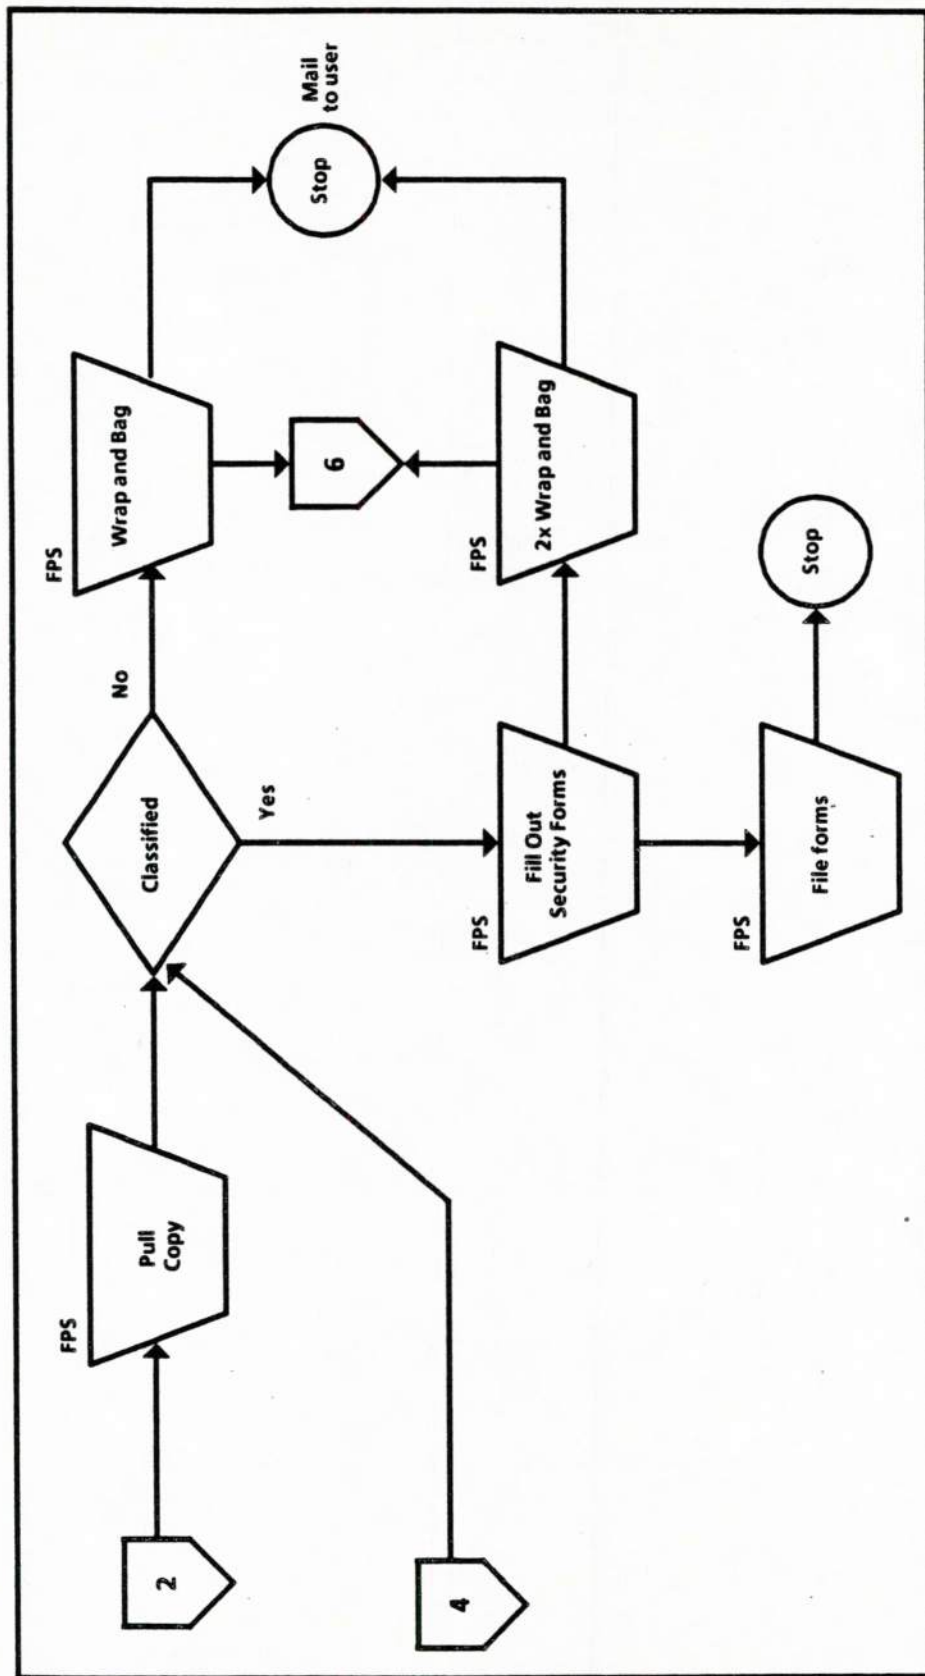 2
FPS
Pull
Copy
4
Classified
No
Yes
FPS
Wrap and Bag
6
Mail
to user
Stop
FPS
Fill Out
Security Forms
FPS
2x Wrap and Bag
FPS
File forms
Stop